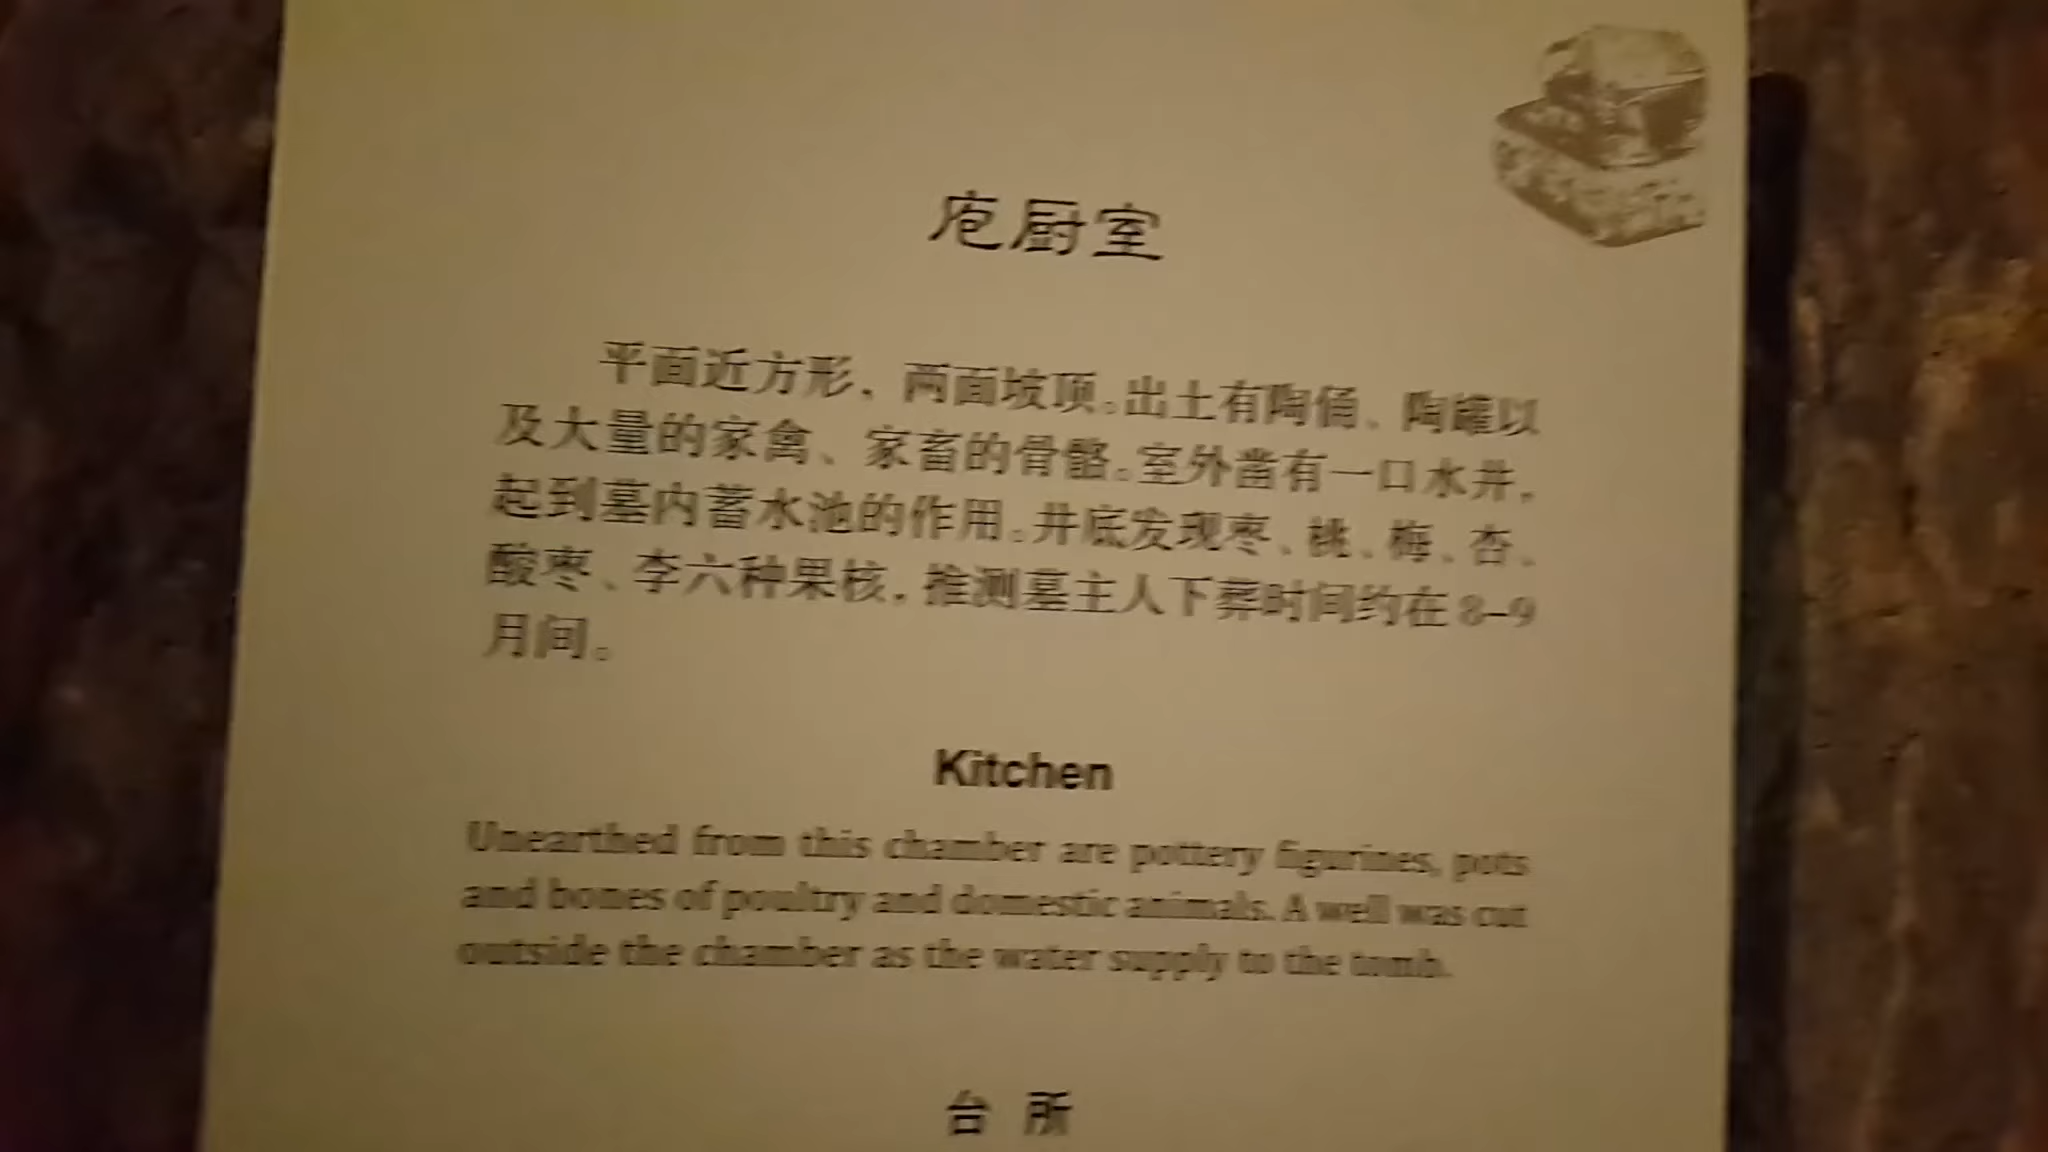 庖厨室
平面近方形，两面坡顶。出土有陶俑、陶罐以
及大量的家禽、家畜的骨骼。室外凿有一口水井，
起到墓内蓄水池的作用。井底发现枣、桃、梅、杏、
酸枣、李六种果核，推测墓主人下葬时间约在8-9
月间。
Kitchen
Unearthed from this chamber are pottery figurines, pots
and bones of poultry and domestic animals. A well was cut
outside the chamber as the water supply to the tomb.
台所